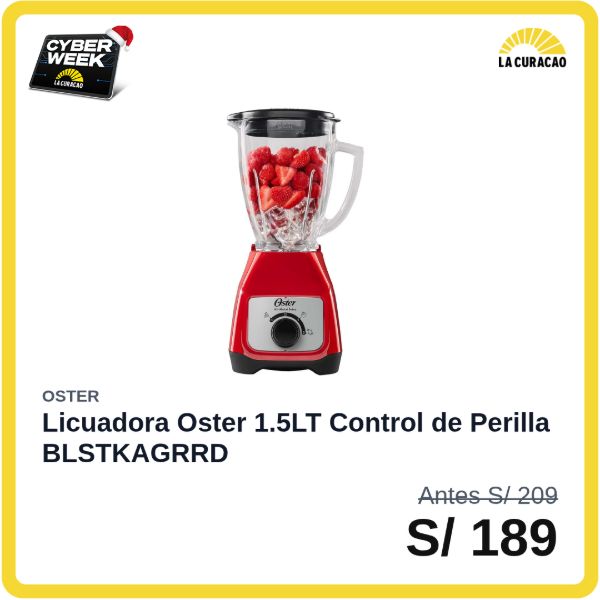 CYBER
WEEK
LA CURACAO
LA CURACAO
Oster
OSTER
Licuadora Oster 1.5LT Control de Perilla
BLSTKAGRRD
Antes S/ 209
S/ 189